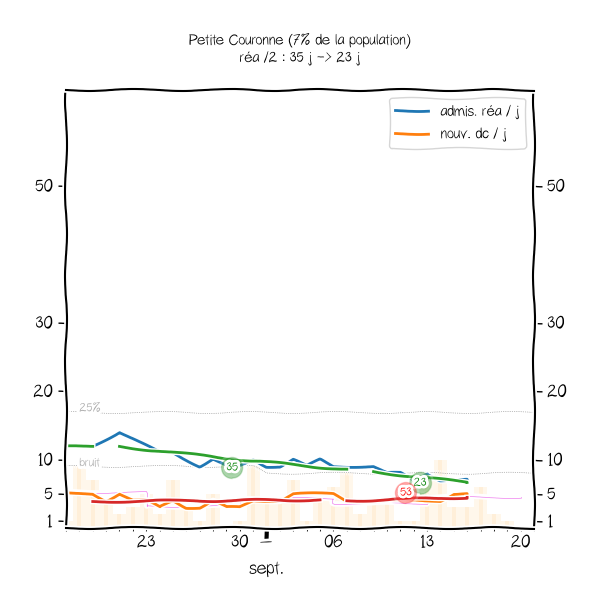 Petite Couronne (7% de la population)
réa /2 : 35 j -> 23 j
admis. réa / j
nouv. dc / j
50 50
30 30
20 20
25%
10 10
bruit
35
23
53
5 5
1 1
23 30 06 13 20
sept.